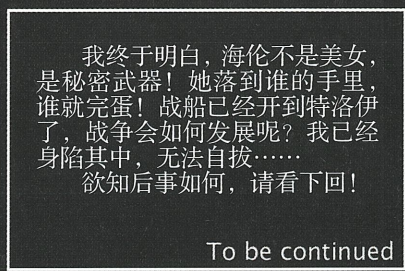 我终于明白，海伦不是美女，
是秘密武器！她落到谁的手里，
谁就完蛋！战船已经开到特洛伊
了，战争会如何发展呢？我已经
身陷其中，无法自拔……
欲知后事如何，请看下回！
To be continued